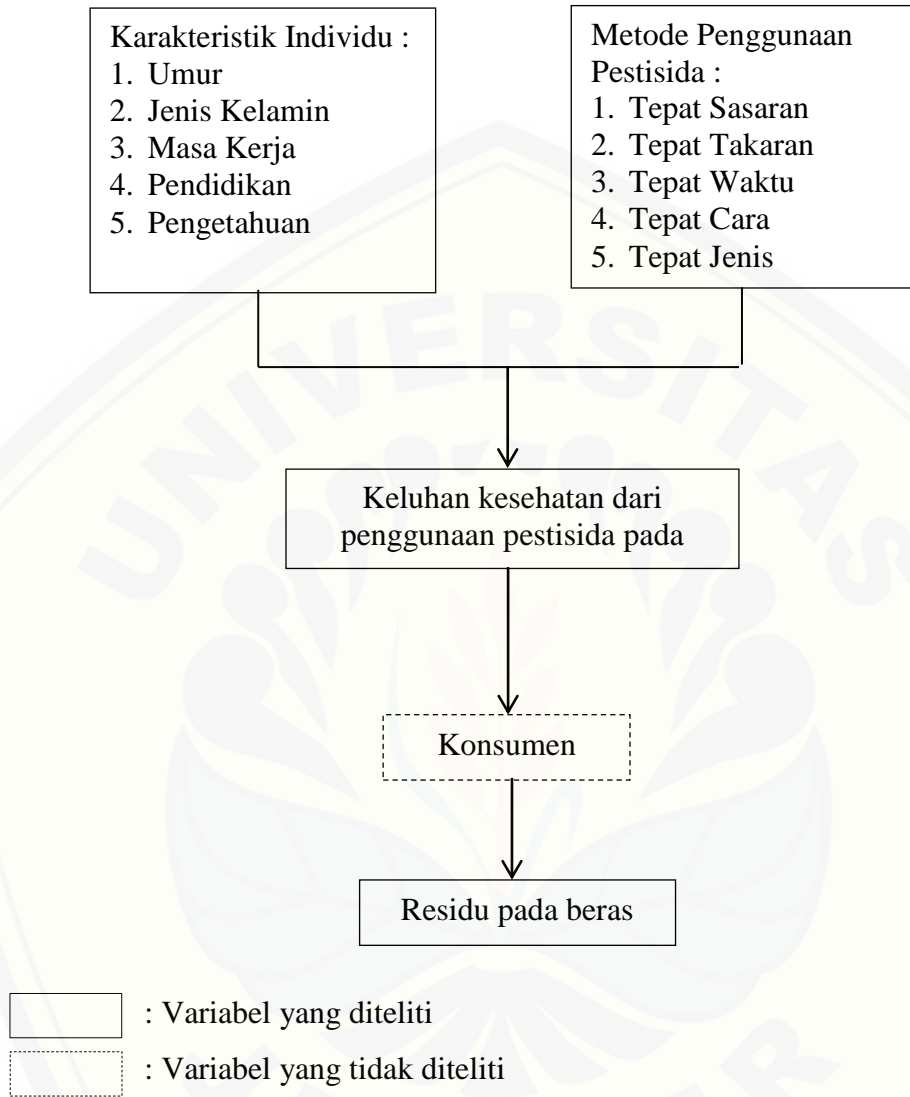 Karakteristik Individu :
1. Umur
2. Jenis Kelamin
3. Masa Kerja
4. Pendidikan
5. Pengetahuan
Metode Penggunaan
Pestisida :
1. Tepat Sasaran
2. Tepat Takaran
3. Tepat Waktu
4. Tepat Cara
5. Tepat Jenis
UNIVERSITAS
Keluhan kesehatan dari
penggunaan pestisida pada
Konsumen
Residu pada beras
: Variabel yang diteliti
: Variabel yang tidak diteliti